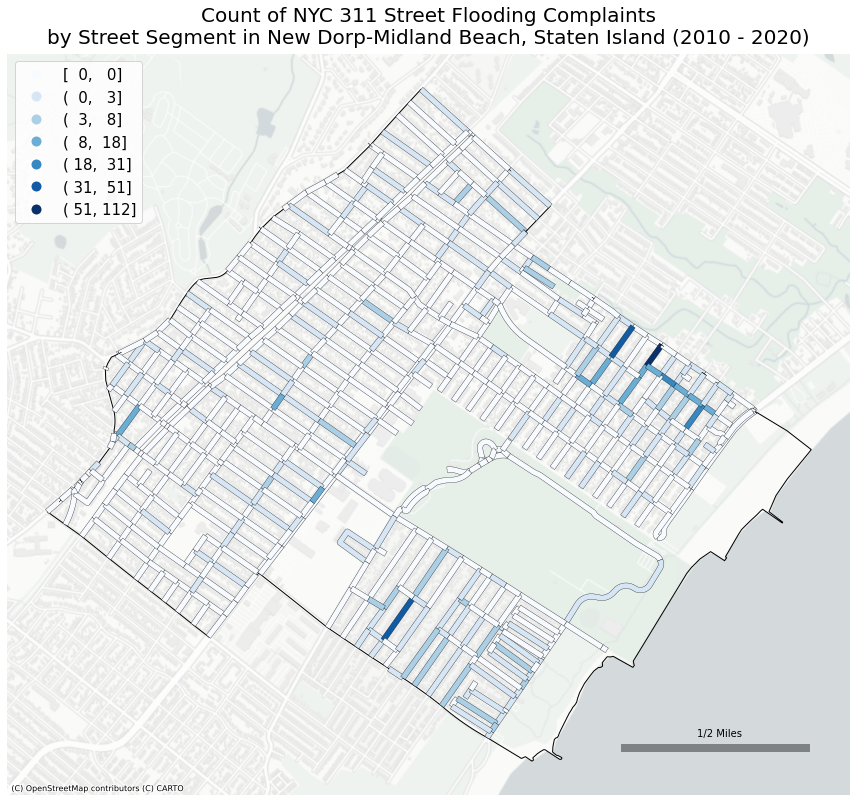 Count of NYC 311 Street Flooding Complaints
by Street Segment in New Dorp-Midland Beach, Staten Island (2010 - 2020)
[  0,   0]
(  0,   3]
(  3,   8]
(  8,  18]
( 18,  31]
( 31,  51]
( 51, 112]
1/2 Miles
(C) OpenStreetMap contributors (C) CARTO